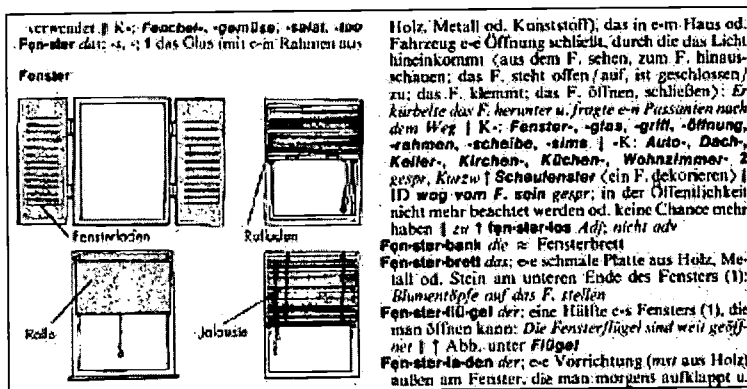 verwendet || K-: Fenchel-, -gemüse, -salat, -tee
Fen·ster das; -s, -; 1 das Glas (mit e-m Rahmen aus
Fenster
Fensterladen
Rolladen
Rollo
Jalousie
Holz, Metall od. Kunststoff), das in e-m Haus od.
Fahrzeug e-e Öffnung schließt, durch die das Licht
hineinkommt ⟨aus dem F. sehen, zum F. hinaus-
schauen; das F. steht offen / auf, ist geschlossen /
zu; das F. klemmt; das F. öffnen, schließen⟩: Er
kurbelte das F. herunter u. fragte e-n Passanten nach
dem Weg || K-: Fenster-, -glas, -griff, -öffnung,
-rahmen, -scheibe, -sims || -K: Auto-, Dach-,
Keller-, Kirchen-, Küchen-, Wohnzimmer- 2
gespr, Kurzw ↑ Schaufenster ⟨ein F. dekorieren⟩ ||
ID weg vom F. sein gespr; in der Öffentlichkeit
nicht mehr beachtet werden od. keine Chance mehr
haben || zu 1 fen·ster·los Adj; nicht adv
Fen·ster·bank die ≈ Fensterbrett
Fen·ster·brett das; e-e schmale Platte aus Holz, Me-
tall od. Stein am unteren Ende des Fensters (1):
Blumentöpfe auf das F. stellen
Fen·ster·flü·gel der; eine Hälfte e-s Fensters (1), die
man öffnen kann: Die Fensterflügel sind weit geöff-
net || ↑ Abb. unter Flügel
Fen·ster·la·den der; e-e Vorrichtung (mst aus Holz)
außen am Fenster, die man morgens aufklappt u.